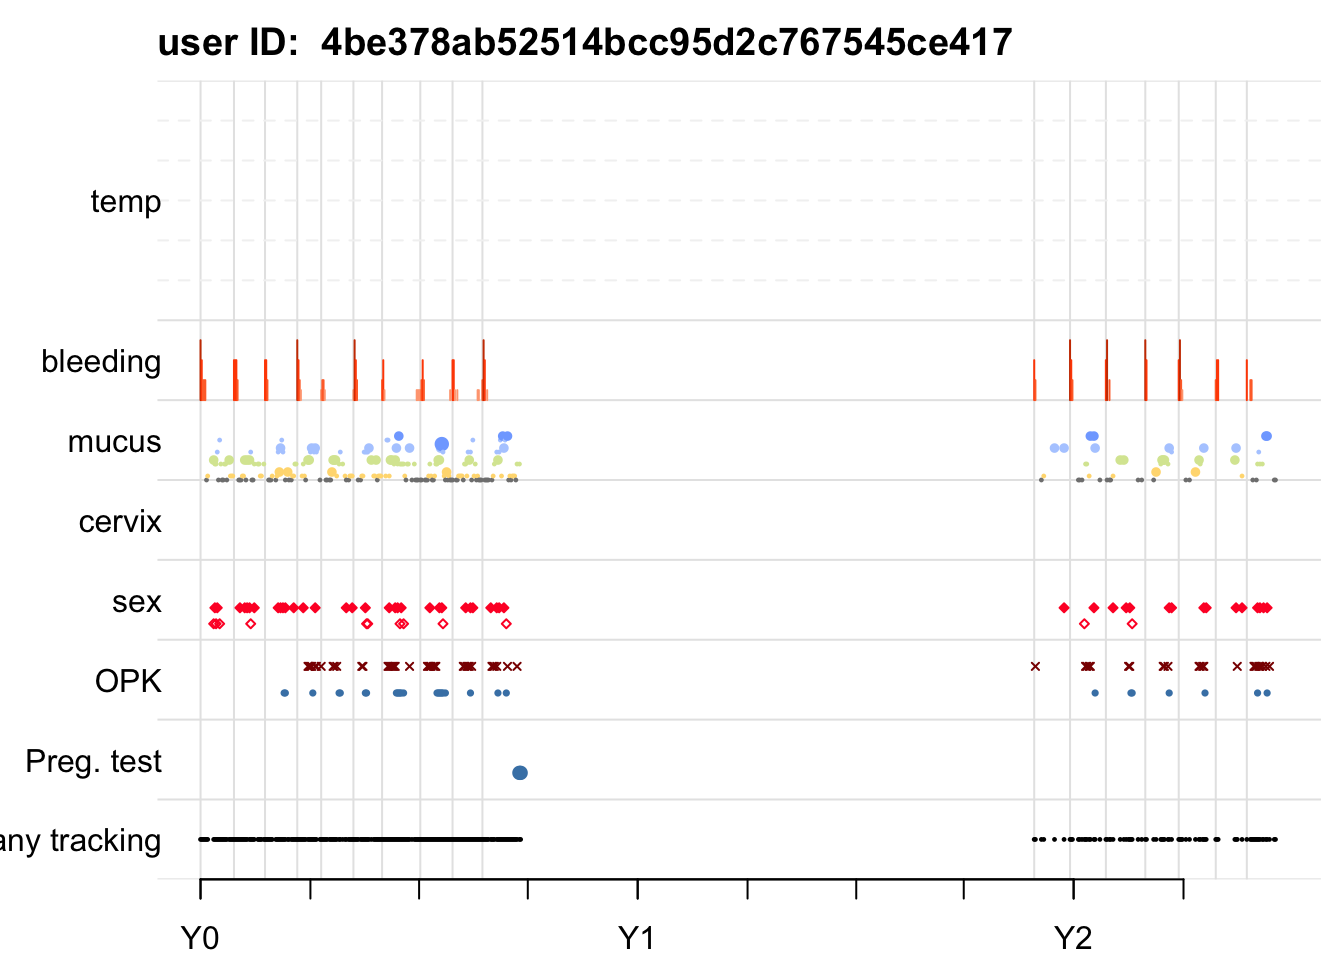 user ID:  4be378ab52514bcc95d2c767545ce417
temp
bleeding
mucus
cervix
sex
OPK
Preg. test
any tracking
Y0 Y1 Y2